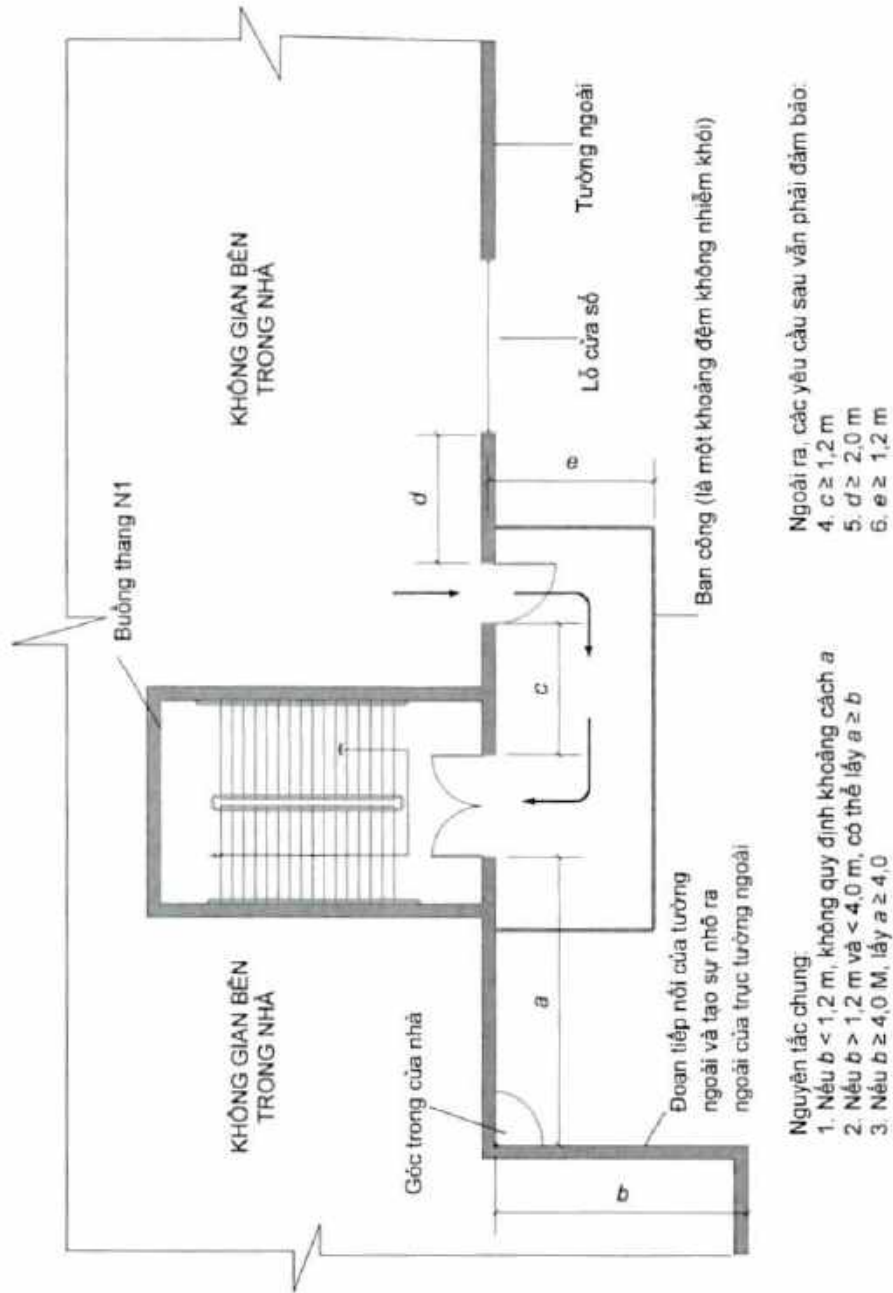 Buồng thang N1
KHÔNG GIAN BÊN
TRONG NHÀ
KHÔNG GIAN BÊN
TRONG NHÀ
Góc trong của nhà
a
b
c
d
e
Đoạn tiếp nối của tường
ngoài và tạo sự nhô ra
ngoài của trục tường ngoài
Lỗ cửa sổ
Tường ngoài
Ban công (là một khoảng đệm không nhiễm khói)
Nguyên tắc chung:
1. Nếu b < 1,2 m, không quy định khoảng cách a
2. Nếu b > 1,2 m và < 4,0 m, có thể lấy a ≥ b
3. Nếu b ≥ 4,0 M, lấy a ≥ 4,0
Ngoài ra, các yêu cầu sau vẫn phải đảm bảo:
4. c ≥ 1,2 m
5. d ≥ 2,0 m
6. e ≥ 1,2 m